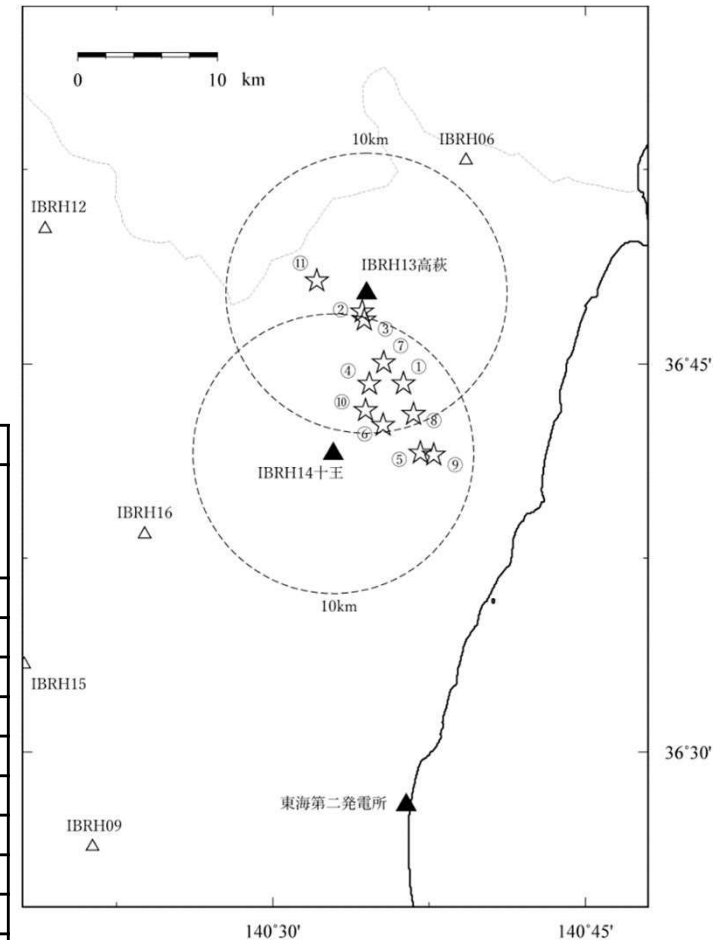 0 10 km
10km
IBRH06
IBRH12
IBRH13高萩
⑪
②
③
⑦
④
①
⑩
⑧
⑥
⑤
⑨
36°45'
IBRH14十王
IBRH16
10km
IBRH15
36°30'
東海第二発電所
IBRH09
140°30' 140°45'